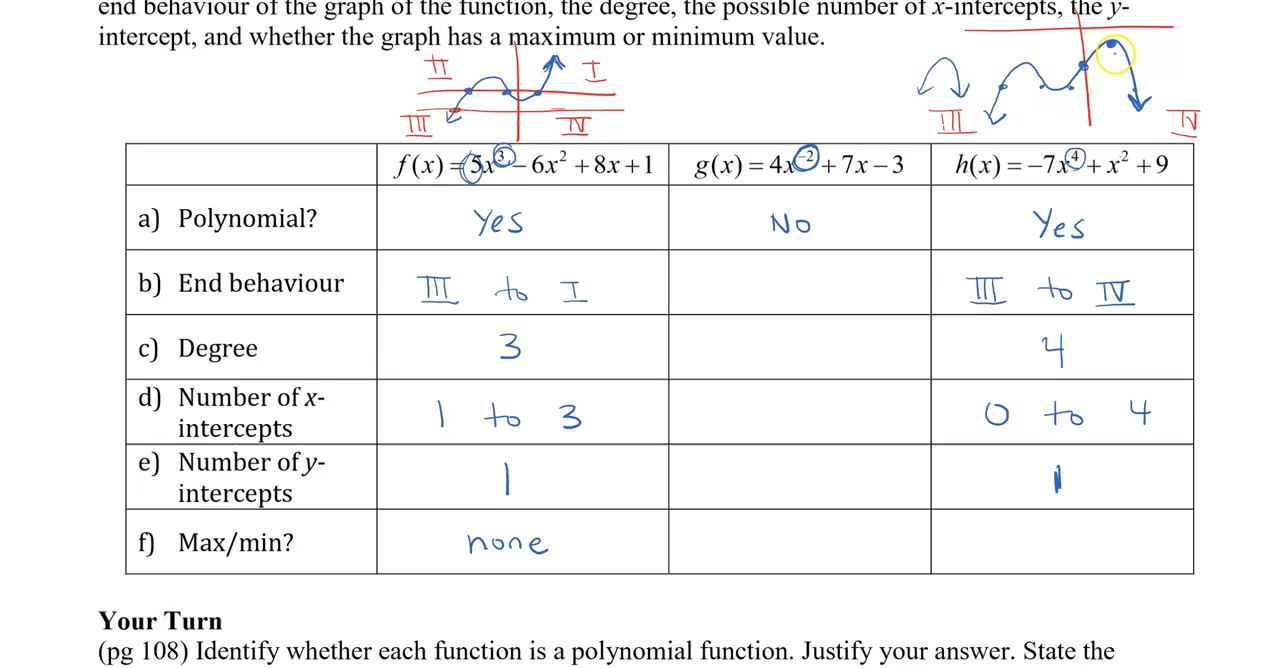 end behaviour of the graph of the function, the degree, the possible number of x-intercepts, the y-
intercept, and whether the graph has a maximum or minimum value.
II I
III IV
III IV
f(x) = 5x³ − 6x² + 8x + 1 g(x) = 4x⁻² + 7x − 3 h(x) = −7x⁴ + x² + 9
a) Polynomial? Yes No Yes
b) End behaviour III to I III to IV
c) Degree 3 4
d) Number of x-
intercepts 1 to 3 0 to 4
e) Number of y-
intercepts 1 1
f) Max/min? none
Your Turn
(pg 108) Identify whether each function is a polynomial function. Justify your answer. State the